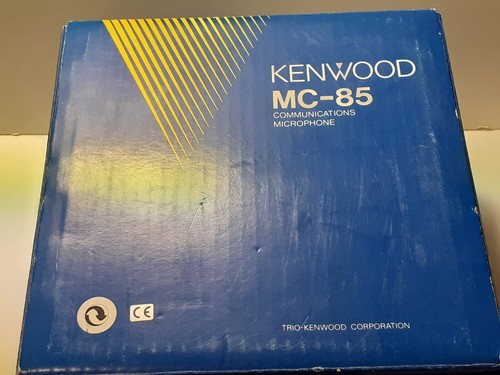 KENWOOD
MC-85
COMMUNICATIONS
MICROPHONE
CE
TRIO-KENWOOD CORPORATION